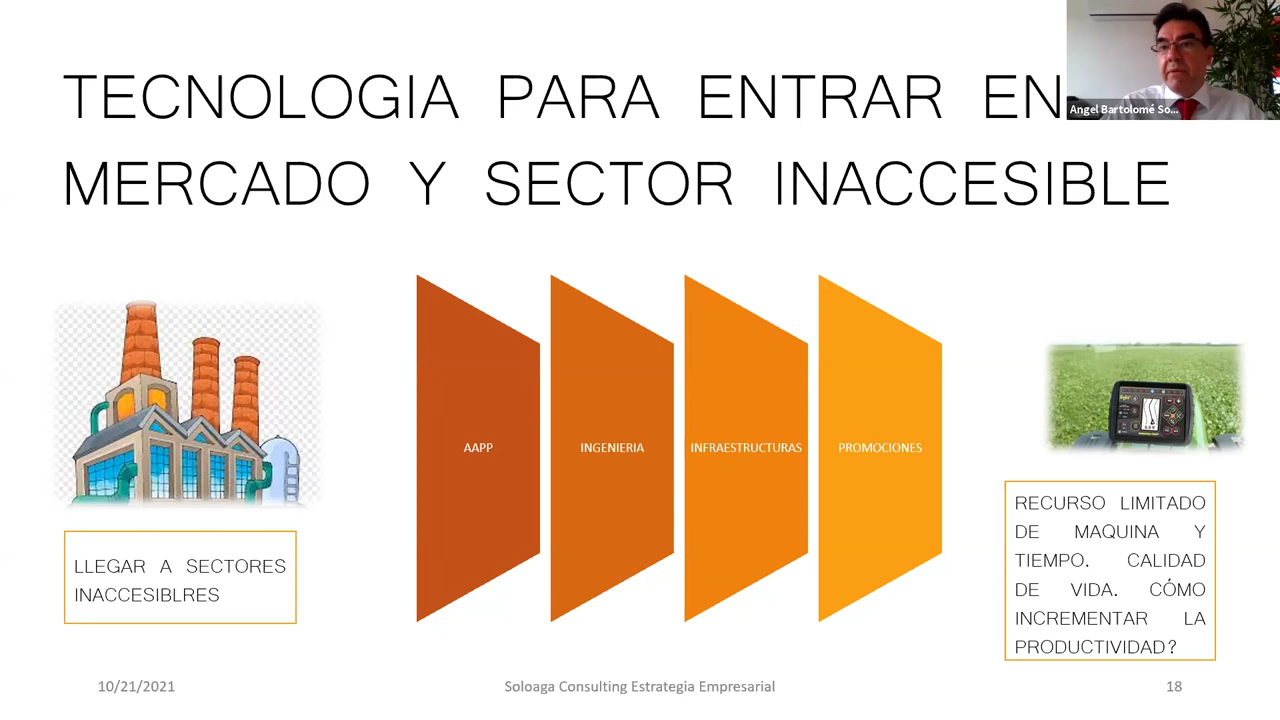 TECNOLOGIA PARA ENTRAR EN
MERCADO Y SECTOR INACCESIBLE
Angel Bartolomé So...
AAPP
INGENIERIA
INFRAESTRUCTURAS
PROMOCIONES
LLEGAR A SECTORES
INACCESIBLRES
RECURSO LIMITADO
DE MAQUINA Y
TIEMPO. CALIDAD
DE VIDA. CÓMO
INCREMENTAR LA
PRODUCTIVIDAD?
10/21/2021
Soloaga Consulting Estrategia Empresarial
18